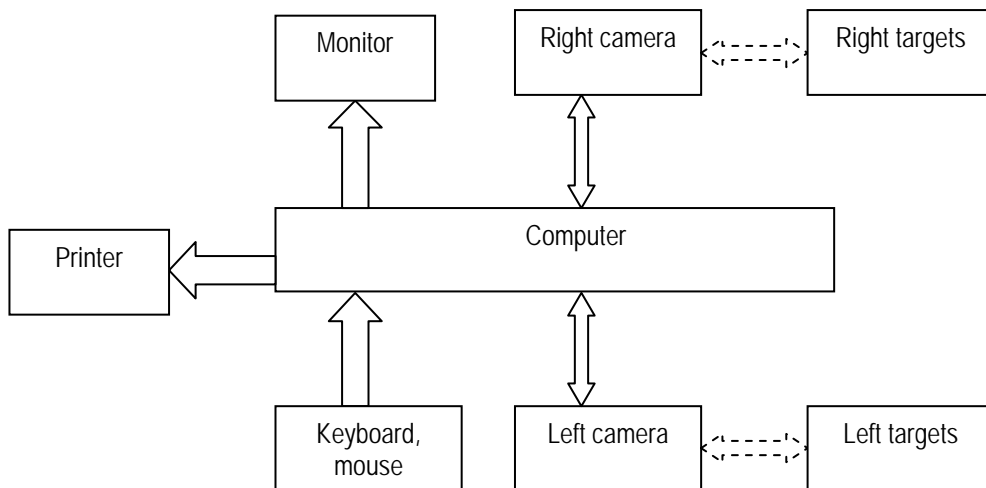 Monitor
Right camera
Right targets
Computer
Printer
Keyboard,
mouse
Left camera
Left targets